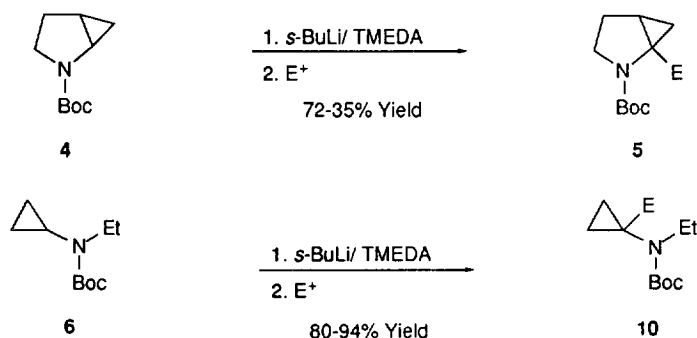 1. s-BuLi/ TMEDA
2. E+
72-35% Yield
N
Boc
4
N
E
Boc
5
N
Et
Boc
6
1. s-BuLi/ TMEDA
2. E+
80-94% Yield
E
N
Et
Boc
10